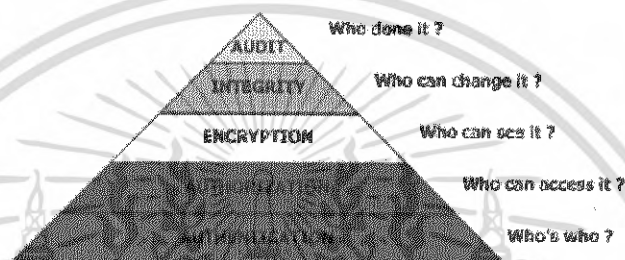 Who done it ?
AUDIT
INTEGRITY
Who can change it ?
ENCRYPTION
Who can see it ?
AUTHORIZATION
Who can access it ?
Who's who ?